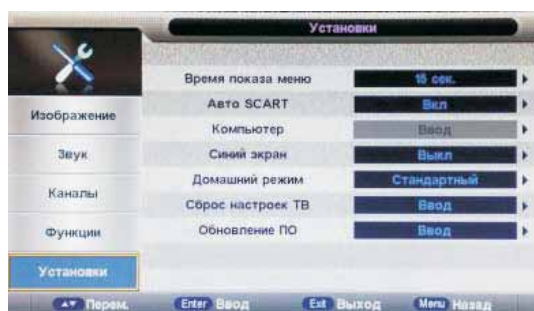 Установки
Время показа меню 15 сек.
Авто SCART Вкл
Компьютер Ввод
Синий экран Выкл
Домашний режим Стандартный
Сброс настроек ТВ Ввод
Обновление ПО Ввод
Изображение
Звук
Каналы
Функции
Установки
Перем. Enter Ввод Exit Выход Menu Назад